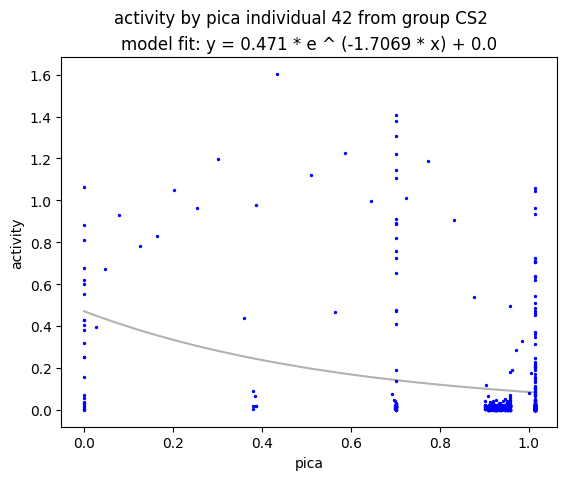 activity by pica individual 42 from group CS2
model fit: y = 0.471 * e ^ (-1.7069 * x) + 0.0
1.6
1.4
1.2
1.0
0.8
0.6
0.4
0.2
0.0
activity
0.0 0.2 0.4 0.6 0.8 1.0
pica